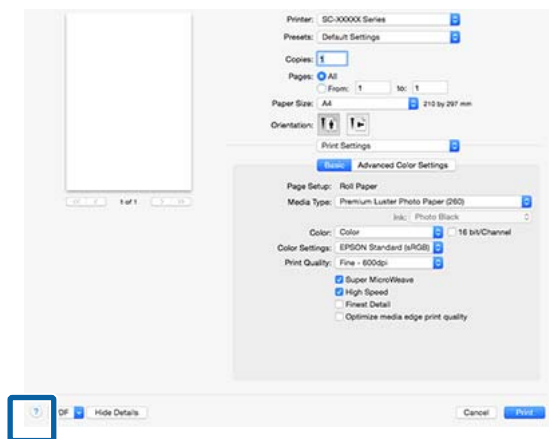 Printer: SC-XXXXX Series
Presets: Default Settings
Copies: 1
Pages: All
From: 1 to: 1
Paper Size: A4 210 by 297 mm
Orientation:
Print Settings
Basic Advanced Color Settings
Page Setup: Roll Paper
1 of 1
Media Type: Premium Luster Photo Paper (260)
Ink: Photo Black
Color: Color 16 bit/Channel
Color Settings: EPSON Standard (sRGB)
Print Quality: Fine - 600dpi
Super MicroWeave
High Speed
Finest Detail
Optimize media edge print quality
? DF Hide Details Cancel Print